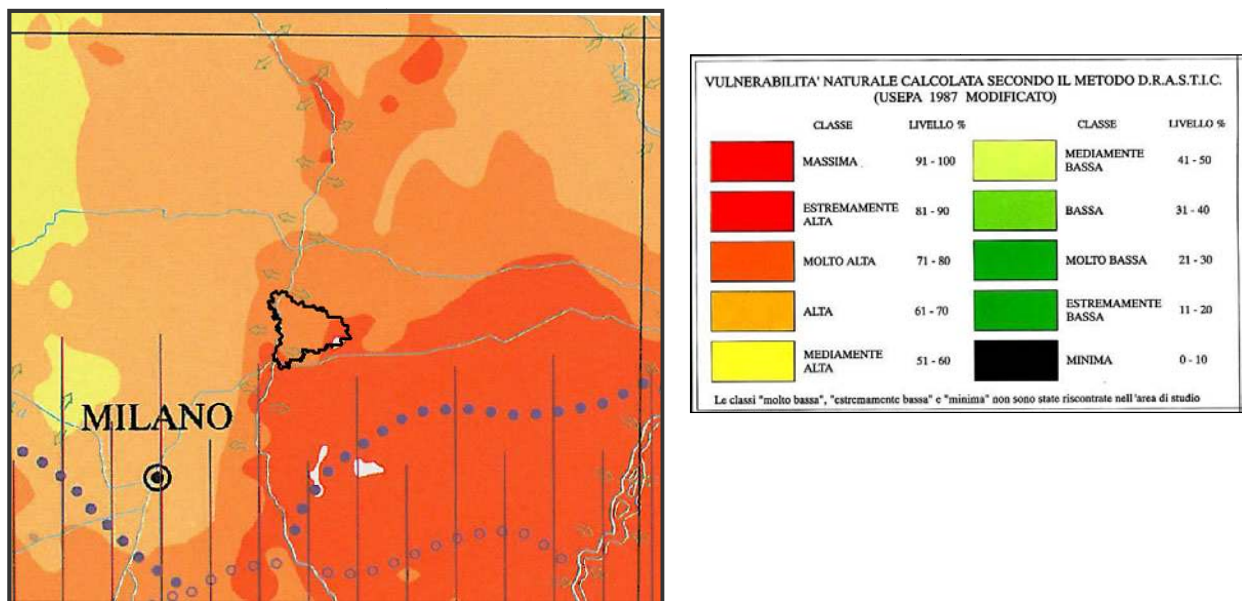 MILANO
VULNERABILITA' NATURALE CALCOLATA SECONDO IL METODO D.R.A.S.T.I.C.
(USEPA 1987 MODIFICATO)
CLASSE LIVELLO % CLASSE LIVELLO %
MASSIMA 91 - 100 MEDIAMENTE BASSA 41 - 50
ESTREMAMENTE ALTA 81 - 90 BASSA 31 - 40
MOLTO ALTA 71 - 80 MOLTO BASSA 21 - 30
ALTA 61 - 70 ESTREMAMENTE BASSA 11 - 20
MEDIAMENTE ALTA 51 - 60 MINIMA 0 - 10
Le classi "molto bassa", "estremamente bassa" e "minima" non sono state riscontrate nell'area di studio